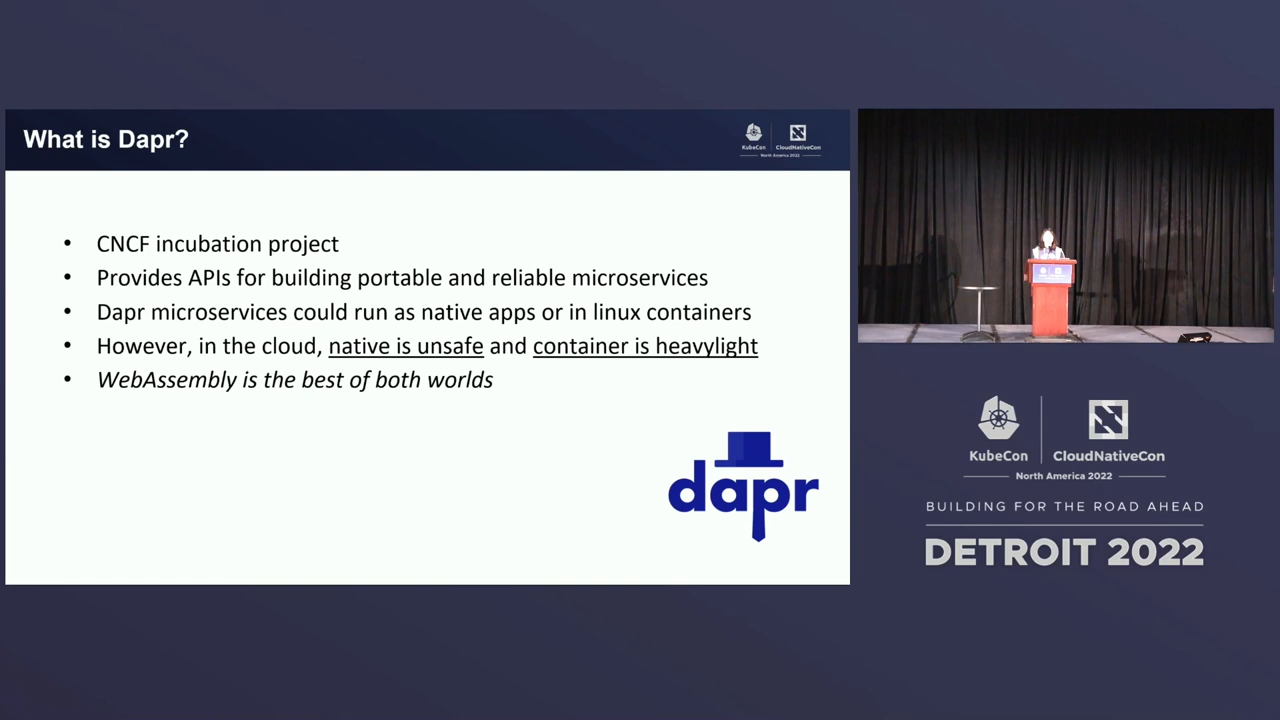 What is Dapr?
KubeCon
CloudNativeCon
North America 2022
• CNCF incubation project
• Provides APIs for building portable and reliable microservices
• Dapr microservices could run as native apps or in linux containers
• However, in the cloud, native is unsafe and container is heavylight
• WebAssembly is the best of both worlds
dapr
KubeCon
CloudNativeCon
North America 2022
BUILDING FOR THE ROAD AHEAD
DETROIT 2022